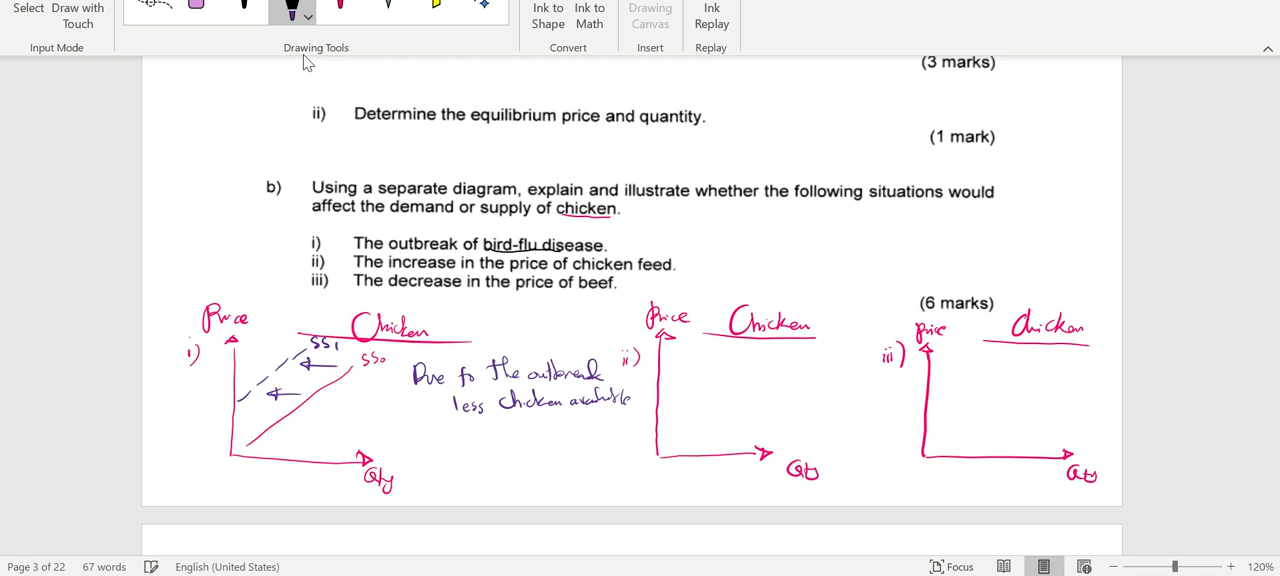 Select Draw with Touch
Ink to Shape
Ink to Math
Drawing Canvas
Ink Replay
Input Mode
Drawing Tools
Convert
Insert
Replay
(3 marks)
ii) Determine the equilibrium price and quantity.
(1 mark)
b) Using a separate diagram, explain and illustrate whether the following situations would
affect the demand or supply of chicken.
i) The outbreak of bird-flu disease.
ii) The increase in the price of chicken feed.
iii) The decrease in the price of beef.
(6 marks)
Price
Chicken
i)
SS1
SS0
Qty
Due to the outbreak
less chicken available
Price
Chicken
ii)
Qty
Price
Chicken
iii)
Qty
Page 3 of 22 67 words English (United States) Focus 120%